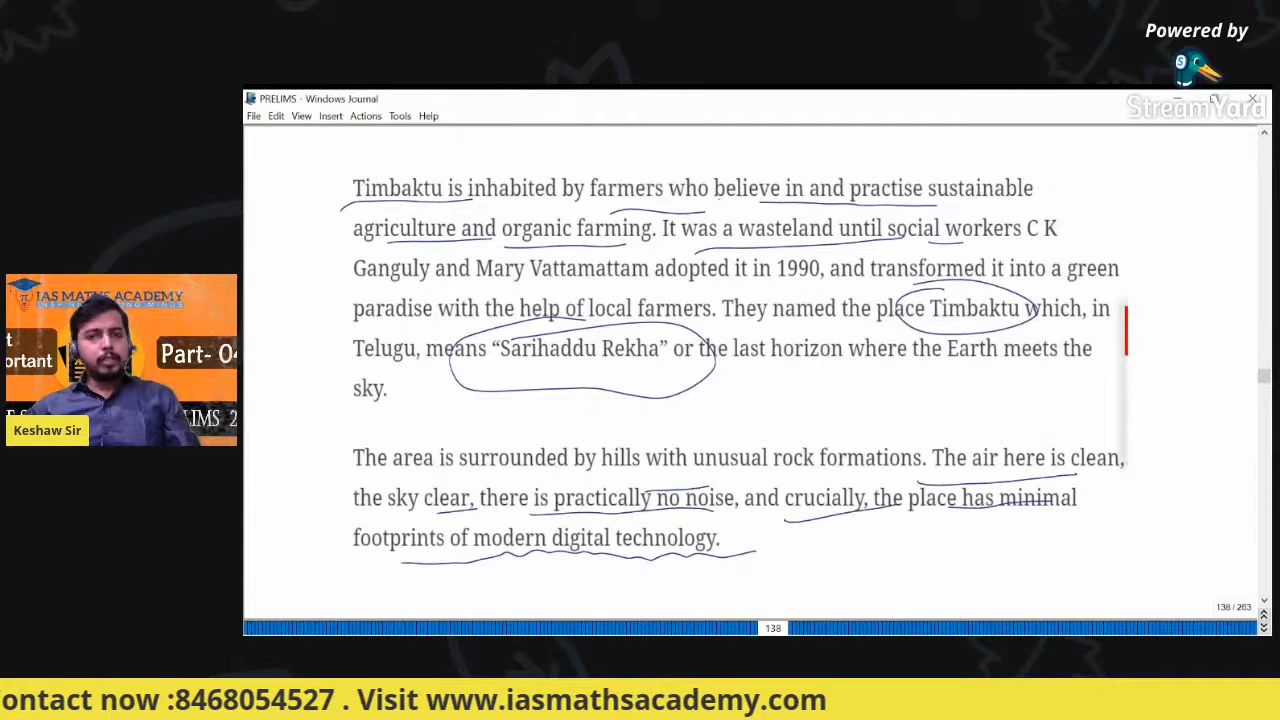 Powered by
S
StreamYard
PRELIMS - Windows Journal
File Edit View Insert Actions Tools Help
Timbaktu is inhabited by farmers who believe in and practise sustainable
agriculture and organic farming. It was a wasteland until social workers C K
Ganguly and Mary Vattamattam adopted it in 1990, and transformed it into a green
paradise with the help of local farmers. They named the place Timbaktu which, in
Telugu, means “Sarihaddu Rekha” or the last horizon where the Earth meets the
sky.
The area is surrounded by hills with unusual rock formations. The air here is clean,
the sky clear, there is practically no noise, and crucially, the place has minimal
footprints of modern digital technology.
138 / 263
138
IAS MATHS ACADEMY
Part- 04
Keshaw Sir
ontact now :8468054527 . Visit www.iasmathsacademy.com